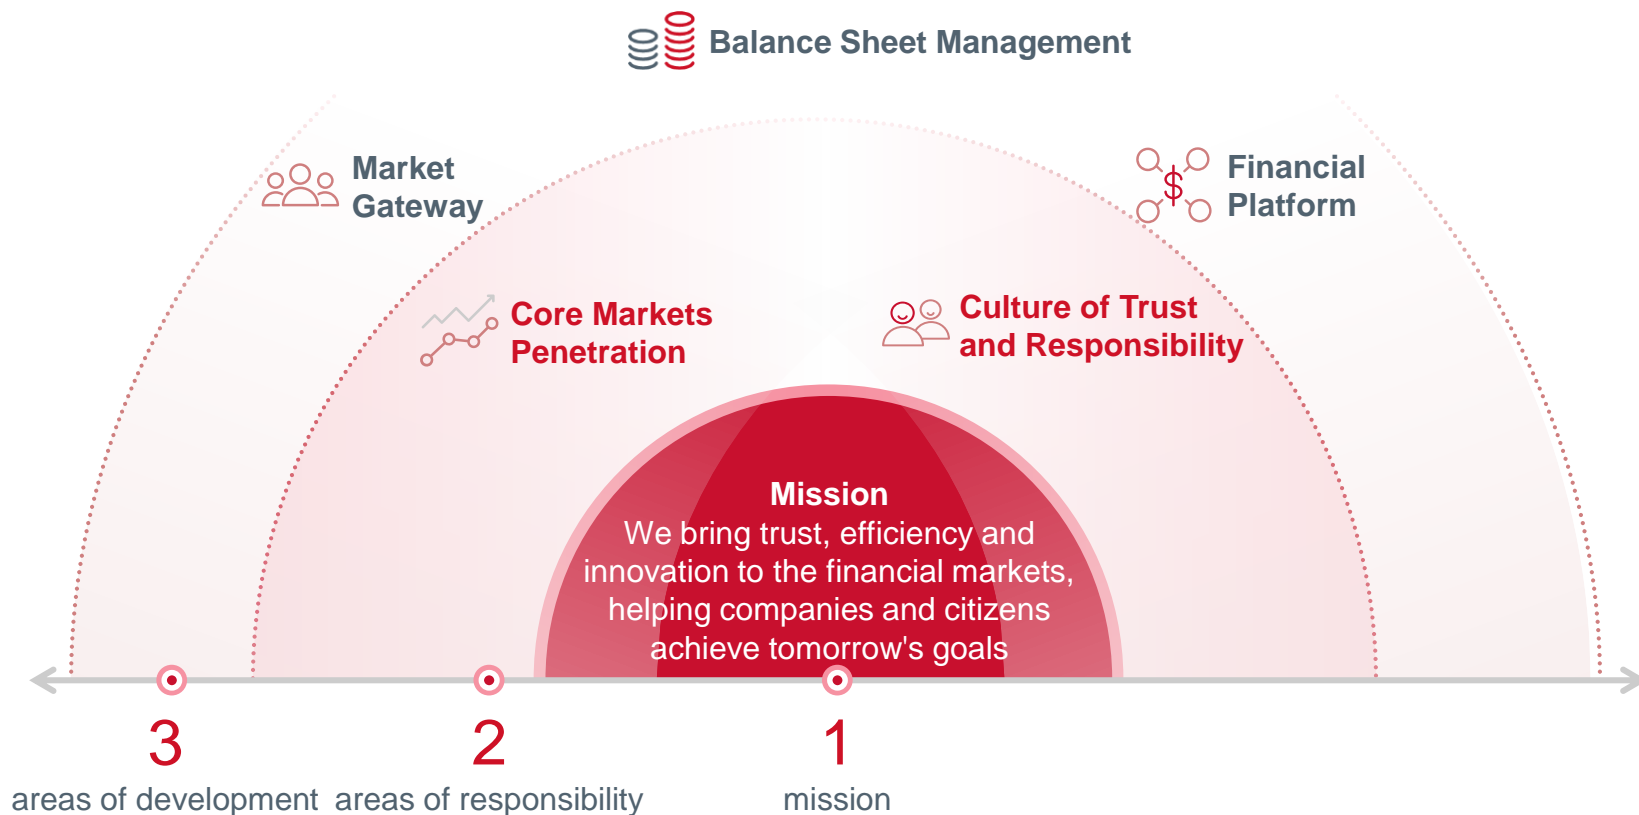 Balance Sheet Management
Market
Gateway
Financial
Platform
Core Markets
Penetration
Culture of Trust
and Responsibility
Mission
We bring trust, efficiency and
innovation to the financial markets,
helping companies and citizens
achieve tomorrow's goals
3
areas of development
2
areas of responsibility
1
mission